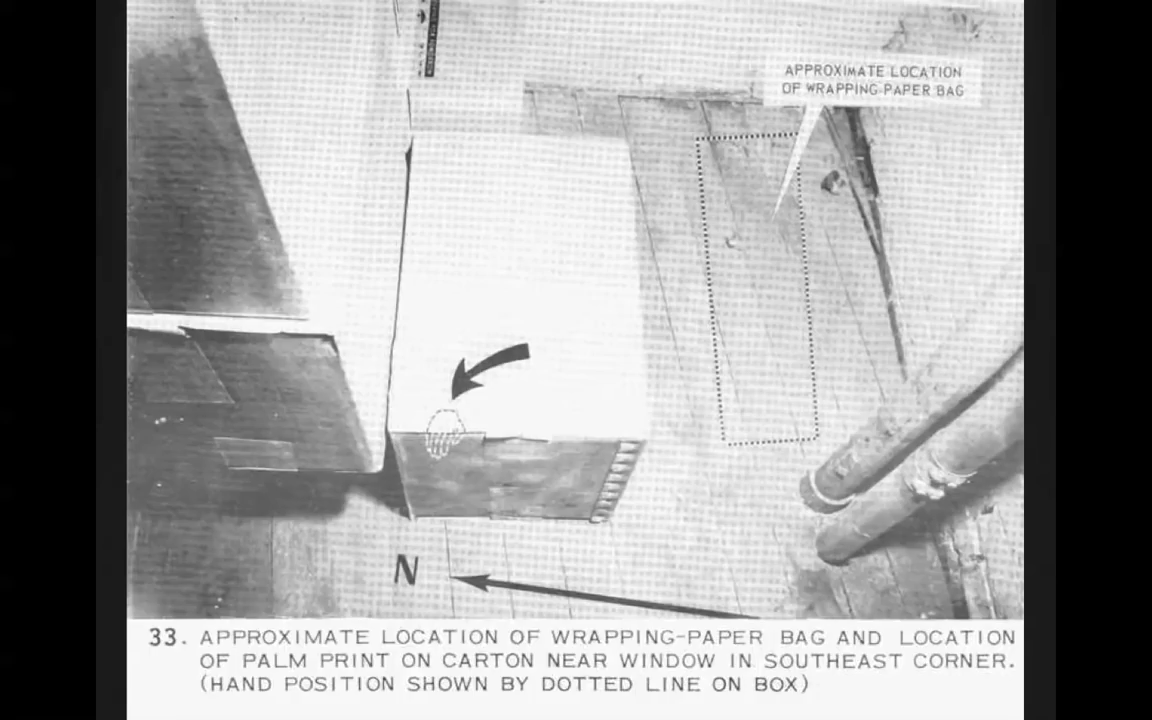 APPROXIMATE LOCATION
OF WRAPPING-PAPER BAG
N
33. APPROXIMATE LOCATION OF WRAPPING-PAPER BAG AND LOCATION
OF PALM PRINT ON CARTON NEAR WINDOW IN SOUTHEAST CORNER.
(HAND POSITION SHOWN BY DOTTED LINE ON BOX)